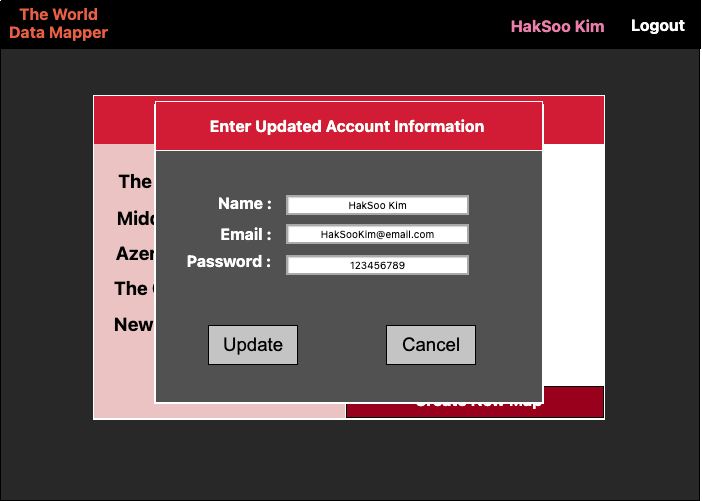 The World
Data Mapper
HakSoo Kim
Logout
Enter Updated Account Information
The
Name :
HakSoo Kim
Midd
Email :
HakSooKim@email.com
Azer
Password :
123456789
The
New
Update
Cancel
Create New Map